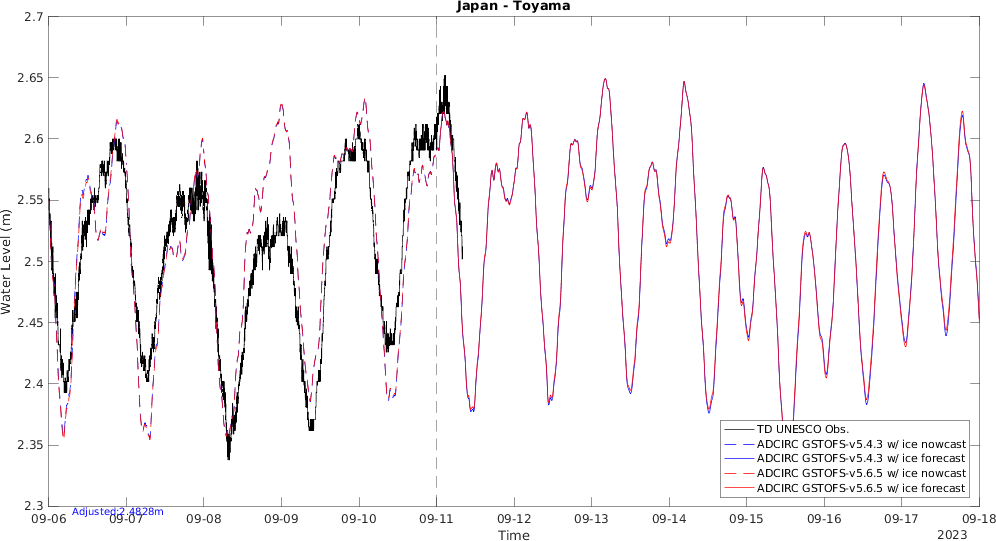 Japan - Toyama
2.7
2.65
2.6
2.55
2.5
2.45
2.4
2.35
2.3
Water Level (m)
TD UNESCO Obs.
ADCIRC GSTOFS-v5.4.3 w/ ice nowcast
ADCIRC GSTOFS-v5.4.3 w/ ice forecast
ADCIRC GSTOFS-v5.6.5 w/ ice nowcast
ADCIRC GSTOFS-v5.6.5 w/ ice forecast
Adjusted:2.4828m
09-06 09-07 09-08 09-09 09-10 09-11 09-12 09-13 09-14 09-15 09-16 09-17 09-18
Time
2023